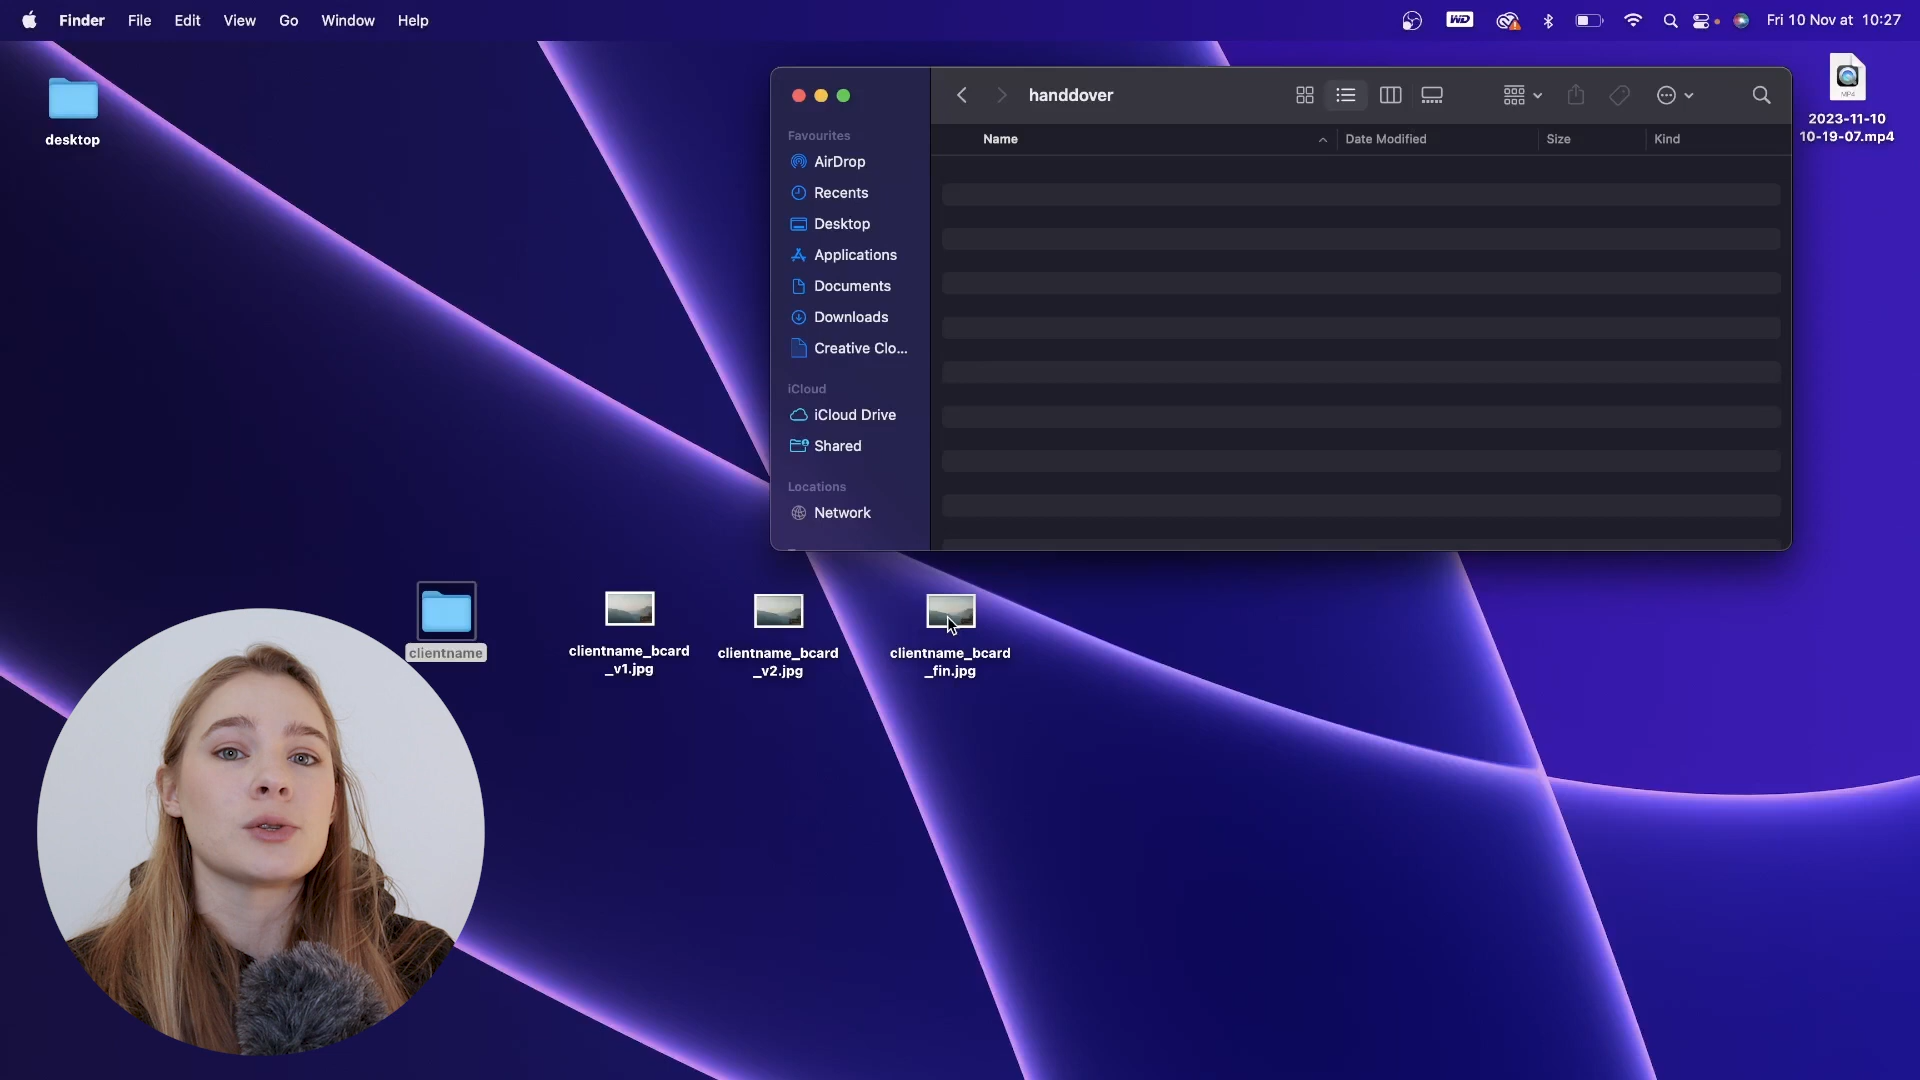 Finder File Edit View Go Window Help
WD
Fri 10 Nov at 10:27
desktop
handdover
MP4
2023-11-10
10-19-07.mp4
Name Date Modified Size Kind
Favourites
AirDrop
Recents
Desktop
Applications
Documents
Downloads
Creative Clo...
iCloud
iCloud Drive
Shared
Locations
Network
clientname
clientname_bcard
_v1.jpg
clientname_bcard
_v2.jpg
clientname_bcard
_fin.jpg